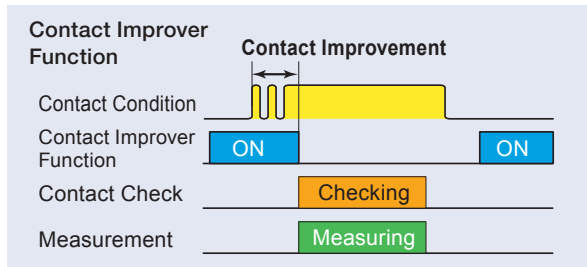 Contact Improver
Function
Contact Improvement
Contact Condition
Contact Improver
Function
ON
ON
Contact Check
Checking
Measurement
Measuring